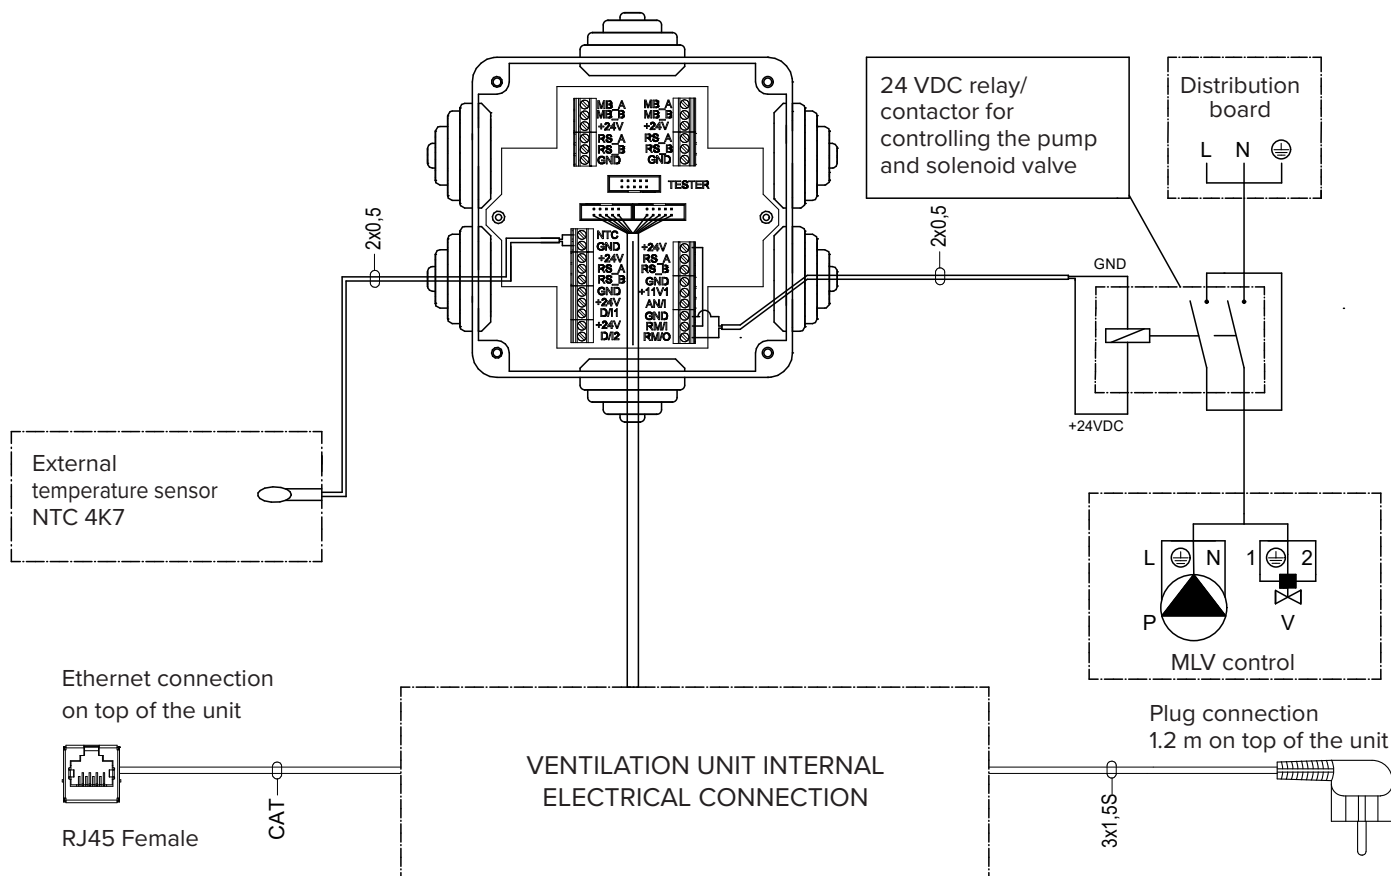 MB_A
MB_B
+24V
RS_A
RS_B
GND
MB_A
MB_B
+24V
RS_A
RS_B
GND
TESTER
NTC
GND
+24V
RS_A
RS_B
GND
+24V
D/I1
+24V
D/I2
+24V
RS_A
RS_B
GND
+11V1
AN/I
GND
RM/I
RM/O
2x0,5
2x0,5
24 VDC relay/
contactor for
controlling the pump
and solenoid valve
Distribution
board
L N
GND
+24VDC
External
temperature sensor
NTC 4K7
L N 1 2
P V
MLV control
Ethernet connection
on top of the unit
RJ45 Female
CAT
VENTILATION UNIT INTERNAL
ELECTRICAL CONNECTION
Plug connection
1.2 m on top of the unit
3x1,5S